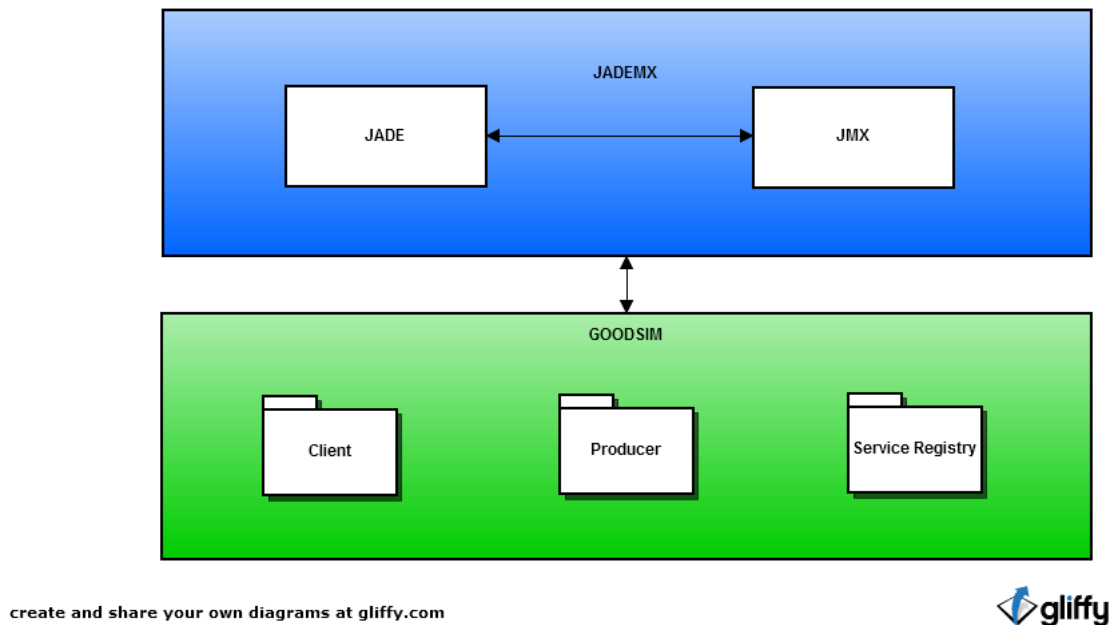 JADEMX
JADE
JMX
GOODSIM
Client
Producer
Service Registry
create and share your own diagrams at gliffy.com
gliffy